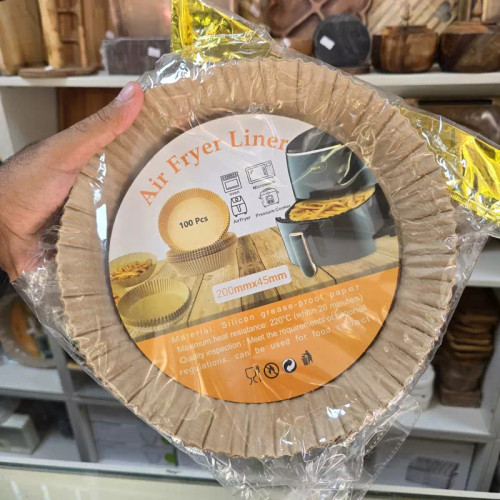 Air Fryer Liner
Oven
Microwave
AirFryer
Pressure Cooker
100 Pcs
200mmx45mm
Material: Silicon grease-proof paper
Maximum heat resistance: 220°C (within 20 minutes)
Quality inspection: Meet the requirements of
regulations. can be used for food